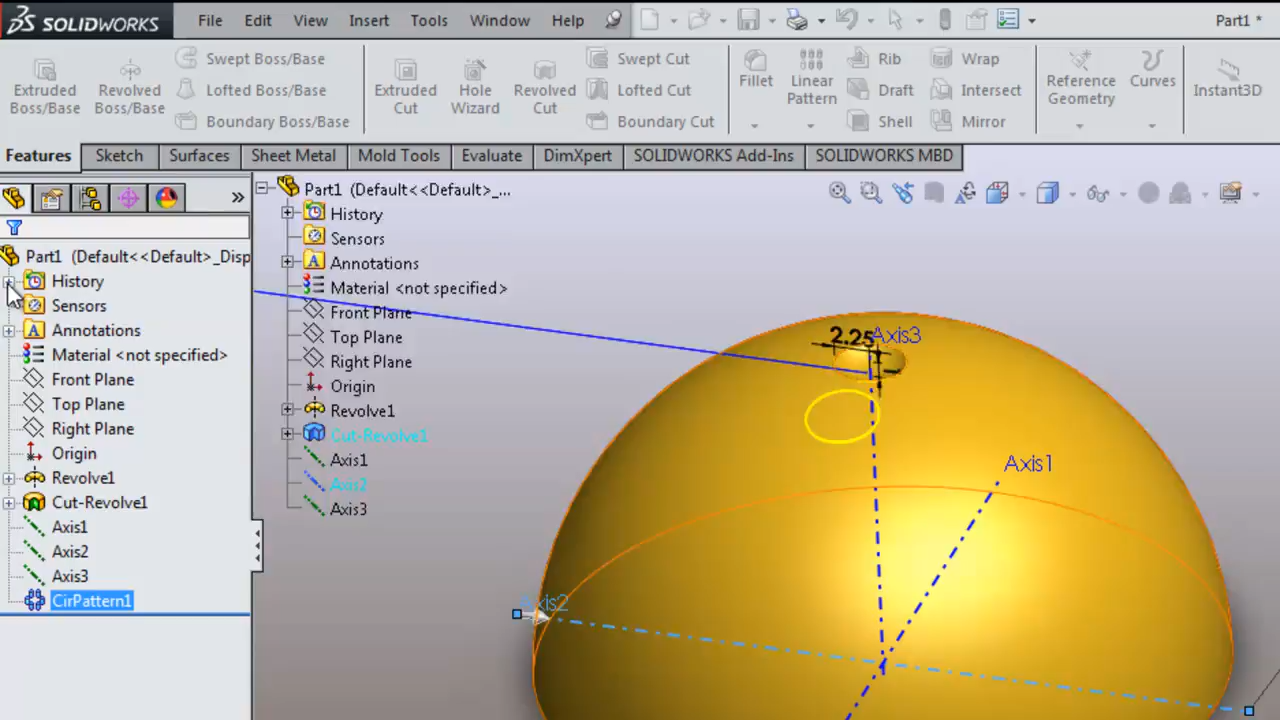 SOLIDWORKS File Edit View Insert Tools Window Help Part1 *
Extruded Boss/Base
Revolved Boss/Base
Swept Boss/Base
Lofted Boss/Base
Boundary Boss/Base
Extruded Cut
Hole Wizard
Revolved Cut
Swept Cut
Lofted Cut
Boundary Cut
Fillet
Linear Pattern
Rib
Draft
Shell
Wrap
Intersect
Mirror
Reference Geometry
Curves
Instant3D
Features Sketch Surfaces Sheet Metal Mold Tools Evaluate DimXpert SOLIDWORKS Add-Ins SOLIDWORKS MBD
»
Part1 (Default<<Default>_Disp
History
Sensors
Annotations
Material <not specified>
Front Plane
Top Plane
Right Plane
Origin
Revolve1
Cut-Revolve1
Axis1
Axis2
Axis3
CirPattern1
Part1 (Default<<Default>_...
History
Sensors
Annotations
Material <not specified>
Front Plane
Top Plane
Right Plane
Origin
Revolve1
Cut-Revolve1
Axis1
Axis2
Axis3
2.25
Axis3
Axis1
Axis2